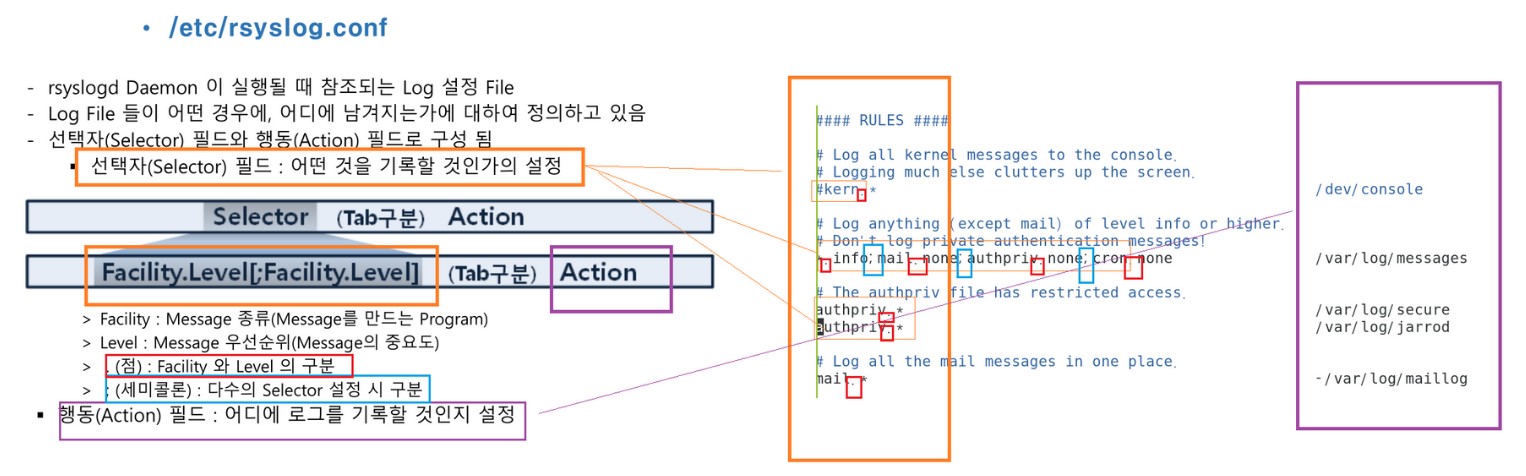 • /etc/rsyslog.conf
- rsyslogd Daemon 이 실행될 때 참조되는 Log 설정 File
- Log File 들이 어떤 경우에, 어디에 남겨지는가에 대하여 정의하고 있음
- 선택자(Selector) 필드와 행동(Action) 필드로 구성 됨
▪ 선택자(Selector) 필드 : 어떤 것을 기록할 것인가의 설정
Selector (Tab구분) Action
Facility.Level[;Facility.Level] (Tab구분) Action
> Facility : Message 종류(Message를 만드는 Program)
> Level : Message 우선순위(Message의 중요도)
> . (점) : Facility 와 Level 의 구분
> ; (세미콜론) : 다수의 Selector 설정 시 구분
▪ 행동(Action) 필드 : 어디에 로그를 기록할 것인지 설정
#### RULES ####
# Log all kernel messages to the console.
# Logging much else clutters up the screen.
#kern.* /dev/console
# Log anything (except mail) of level info or higher.
# Don't log private authentication messages!
*.info;mail.none;authpriv.none;cron.none /var/log/messages
# The authpriv file has restricted access.
authpriv.* /var/log/secure
authpriv.* /var/log/jarrod
# Log all the mail messages in one place.
mail.* -/var/log/maillog